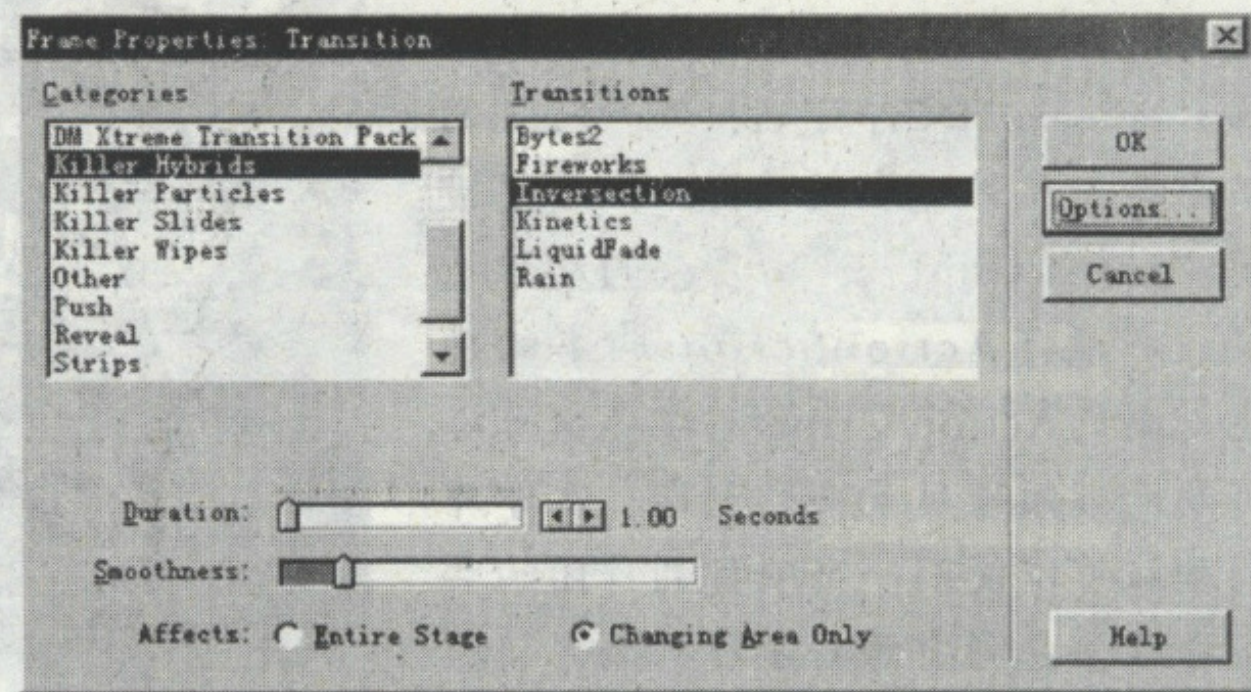 Frame Properties: Transition
Categories
DM Xtreme Transition Pack
Killer Hybrids
Killer Particles
Killer Slides
Killer Wipes
Other
Push
Reveal
Strips
Transitions
Bytes2
Fireworks
Inversection
Kinetics
LiquidFade
Rain
OK
Options...
Cancel
Duration: 1.00 Seconds
Smoothness:
Affects: Entire Stage Changing Area Only
Help